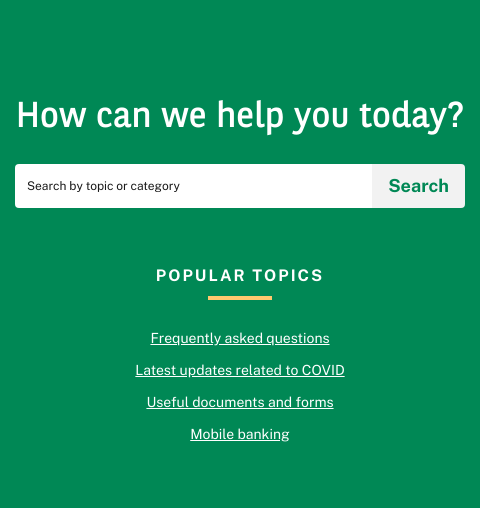 How can we help you today?
Search by topic or category
Search
POPULAR TOPICS
Frequently asked questions
Latest updates related to COVID
Useful documents and forms
Mobile banking